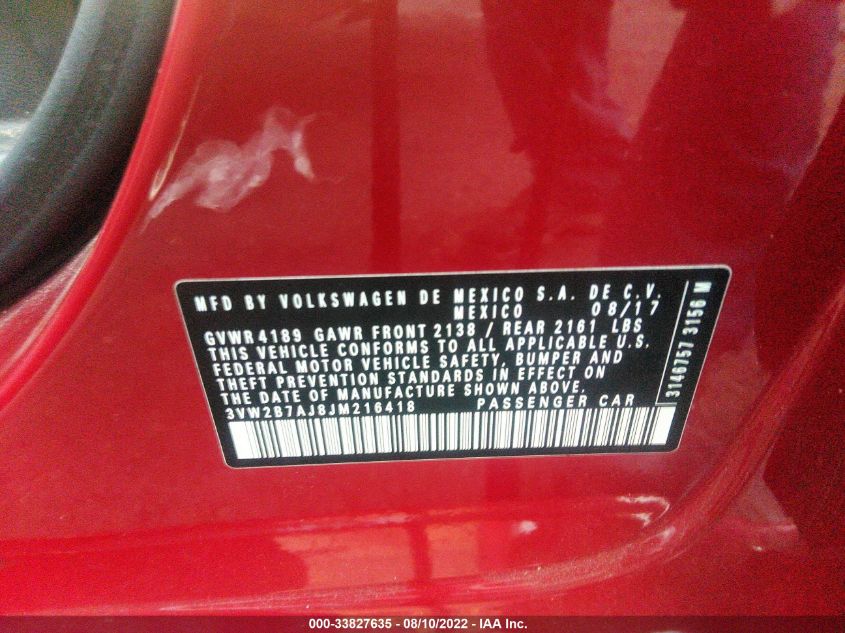 MFD BY VOLKSWAGEN DE MEXICO S.A. DE C.V.
MEXICO 08/17
GVWR 4189 GAWR FRONT 2138 / REAR 2161 LBS
THIS VEHICLE CONFORMS TO ALL APPLICABLE U.S.
FEDERAL MOTOR VEHICLE SAFETY, BUMPER AND
THEFT PREVENTION STANDARDS IN EFFECT ON
THE DATE OF MANUFACTURE SHOWN ABOVE.
3VW2B7AJ8JM216418 PASSENGER CAR
3146757 3156 M
000-33827635 - 08/10/2022 - IAA Inc.